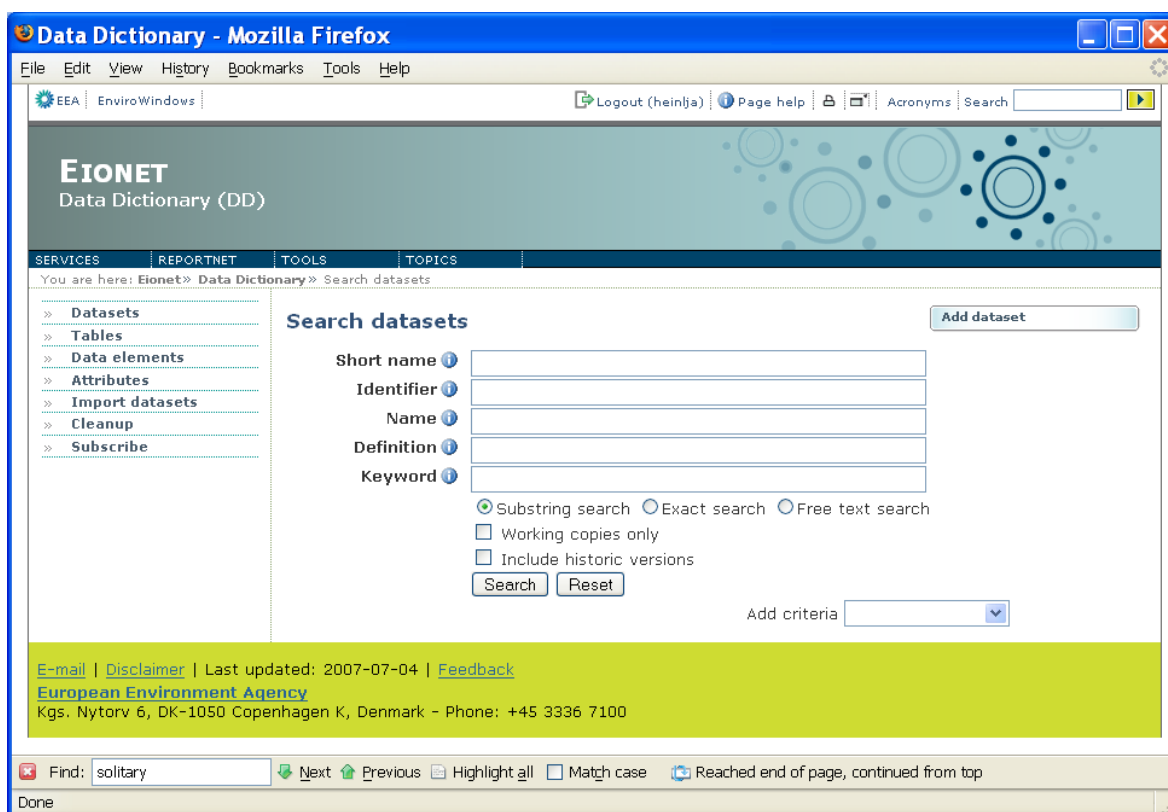 Data Dictionary - Mozilla Firefox
File Edit View History Bookmarks Tools Help
EEA EnviroWindows Logout (heinlja) Page help Acronyms Search
EIONET
Data Dictionary (DD)
SERVICES REPORTNET TOOLS TOPICS
You are here: Eionet» Data Dictionary» Search datasets
» Datasets
» Tables
» Data elements
» Attributes
» Import datasets
» Cleanup
» Subscribe
Search datasets
Add dataset
Short name
Identifier
Name
Definition
Keyword
Substring search Exact search Free text search
Working copies only
Include historic versions
Search Reset
Add criteria
E-mail | Disclaimer | Last updated: 2007-07-04 | Feedback
European Environment Agency
Kgs. Nytorv 6, DK-1050 Copenhagen K, Denmark - Phone: +45 3336 7100
Find: solitary Next Previous Highlight all Match case Reached end of page, continued from top
Done